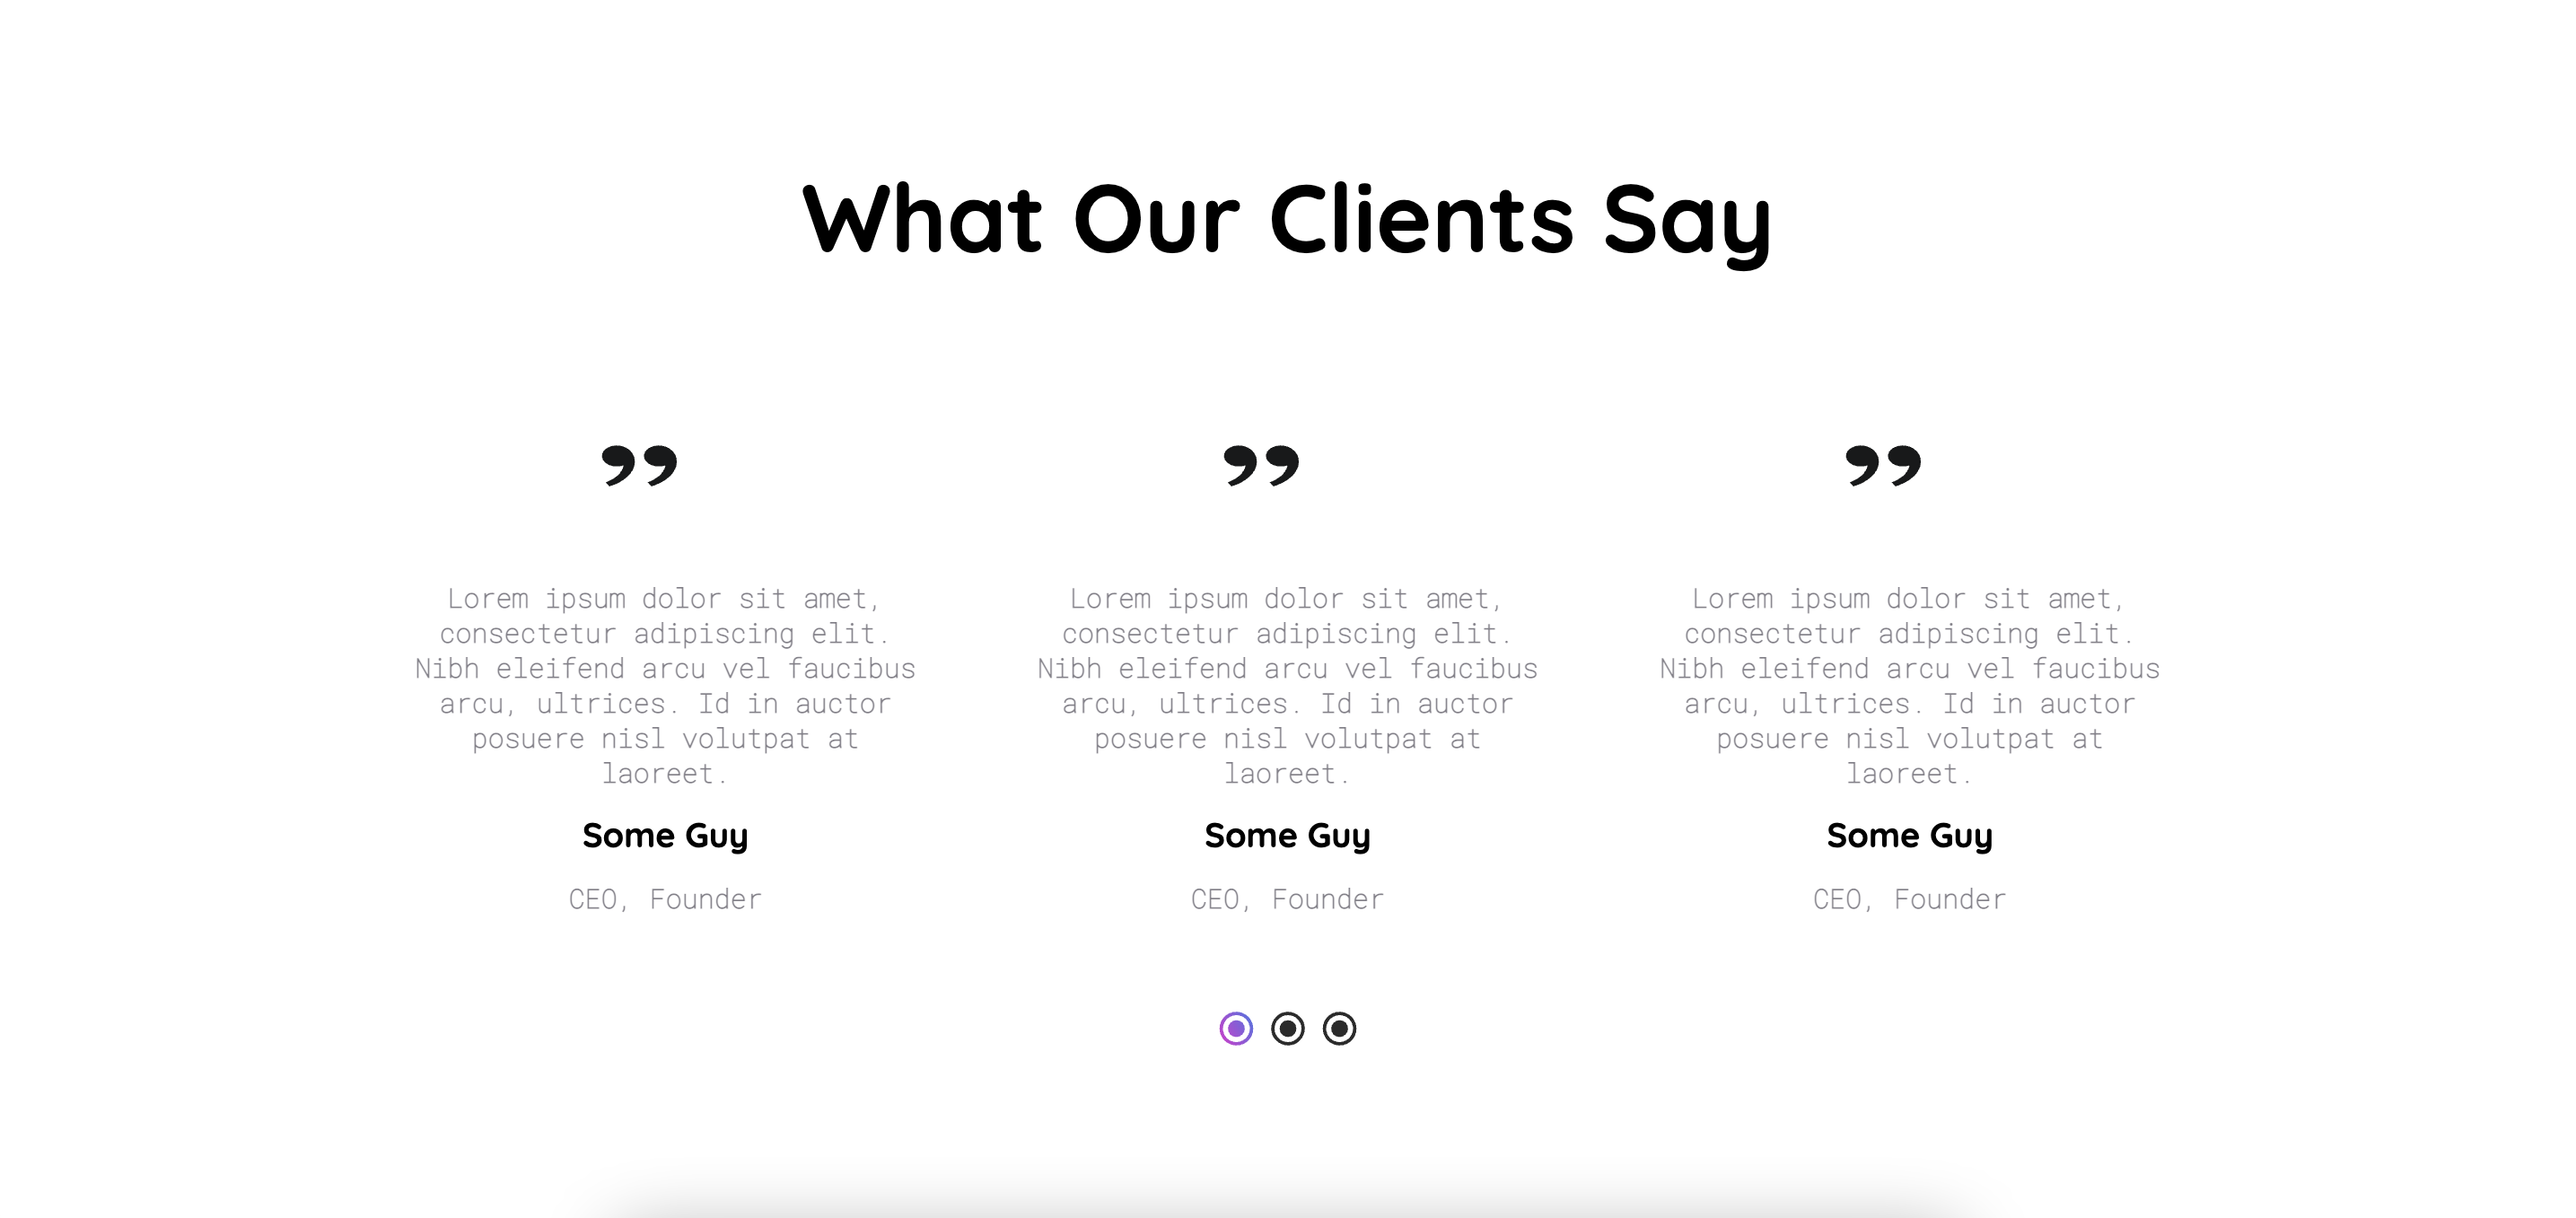 What Our Clients Say
”
Lorem ipsum dolor sit amet,
consectetur adipiscing elit.
Nibh eleifend arcu vel faucibus
arcu, ultrices. Id in auctor
posuere nisl volutpat at
laoreet.
Some Guy
CEO, Founder
”
Lorem ipsum dolor sit amet,
consectetur adipiscing elit.
Nibh eleifend arcu vel faucibus
arcu, ultrices. Id in auctor
posuere nisl volutpat at
laoreet.
Some Guy
CEO, Founder
”
Lorem ipsum dolor sit amet,
consectetur adipiscing elit.
Nibh eleifend arcu vel faucibus
arcu, ultrices. Id in auctor
posuere nisl volutpat at
laoreet.
Some Guy
CEO, Founder